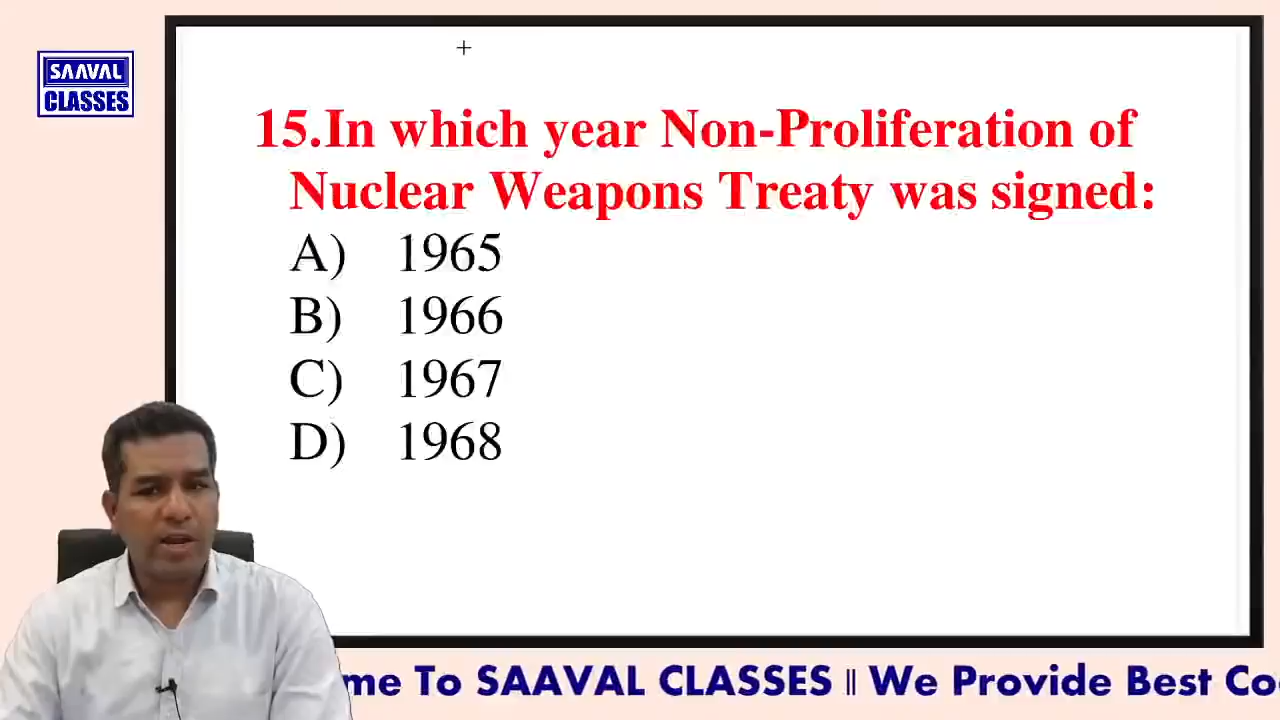 SAAVAL
CLASSES
15.In which year Non-Proliferation of
Nuclear Weapons Treaty was signed:
A) 1965
B) 1966
C) 1967
D) 1968
me To SAAVAL CLASSES || We Provide Best Co